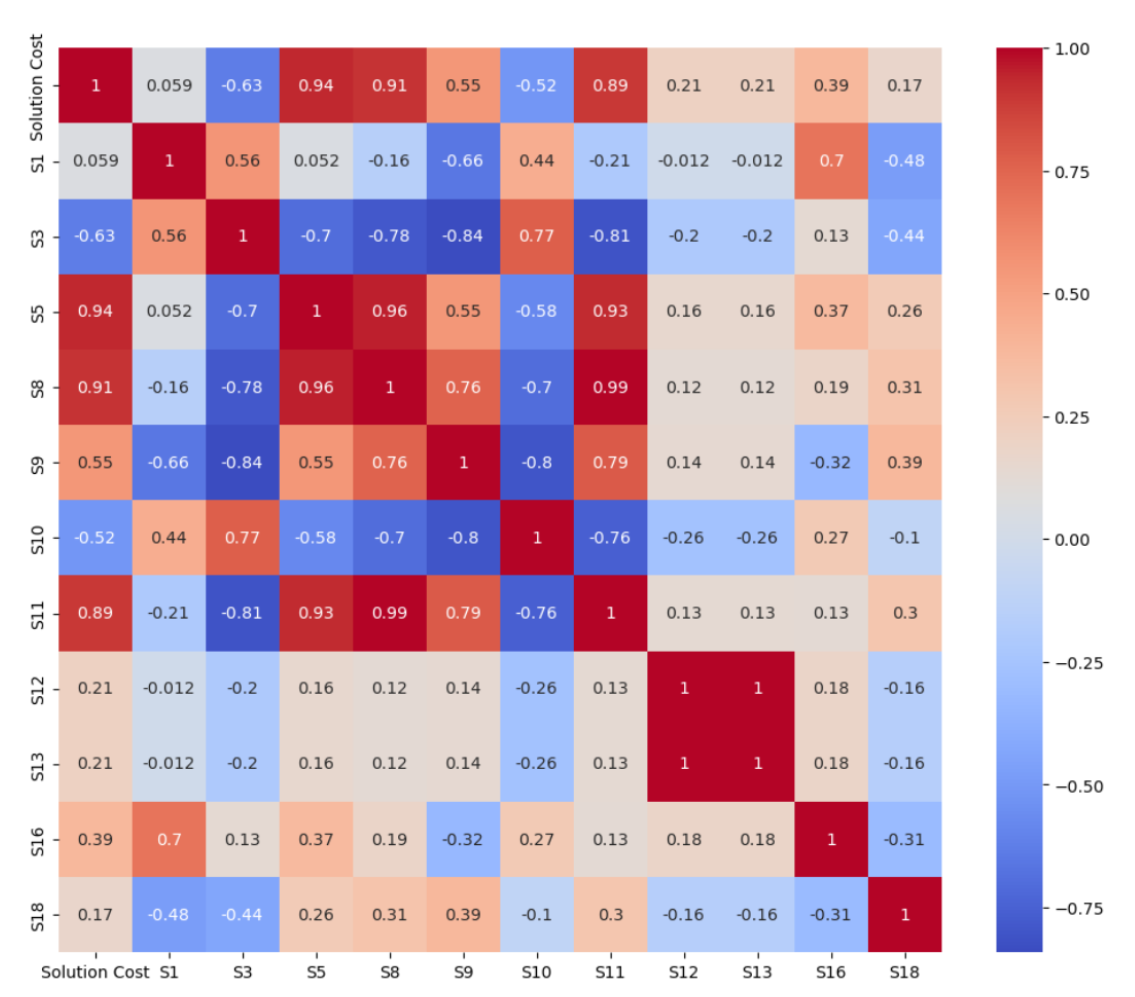 Solution Cost 1 0.059 -0.63 0.94 0.91 0.55 -0.52 0.89 0.21 0.21 0.39 0.17
S1 0.059 1 0.56 0.052 -0.16 -0.66 0.44 -0.21 -0.012 -0.012 0.7 -0.48
S3 -0.63 0.56 1 -0.7 -0.78 -0.84 0.77 -0.81 -0.2 -0.2 0.13 -0.44
S5 0.94 0.052 -0.7 1 0.96 0.55 -0.58 0.93 0.16 0.16 0.37 0.26
S8 0.91 -0.16 -0.78 0.96 1 0.76 -0.7 0.99 0.12 0.12 0.19 0.31
S9 0.55 -0.66 -0.84 0.55 0.76 1 -0.8 0.79 0.14 0.14 -0.32 0.39
S10 -0.52 0.44 0.77 -0.58 -0.7 -0.8 1 -0.76 -0.26 -0.26 0.27 -0.1
S11 0.89 -0.21 -0.81 0.93 0.99 0.79 -0.76 1 0.13 0.13 0.13 0.3
S12 0.21 -0.012 -0.2 0.16 0.12 0.14 -0.26 0.13 1 1 0.18 -0.16
S13 0.21 -0.012 -0.2 0.16 0.12 0.14 -0.26 0.13 1 1 0.18 -0.16
S16 0.39 0.7 0.13 0.37 0.19 -0.32 0.27 0.13 0.18 0.18 1 -0.31
S18 0.17 -0.48 -0.44 0.26 0.31 0.39 -0.1 0.3 -0.16 -0.16 -0.31 1
Solution Cost S1 S3 S5 S8 S9 S10 S11 S12 S13 S16 S18
1.00
0.75
0.50
0.25
0.00
−0.25
−0.50
−0.75